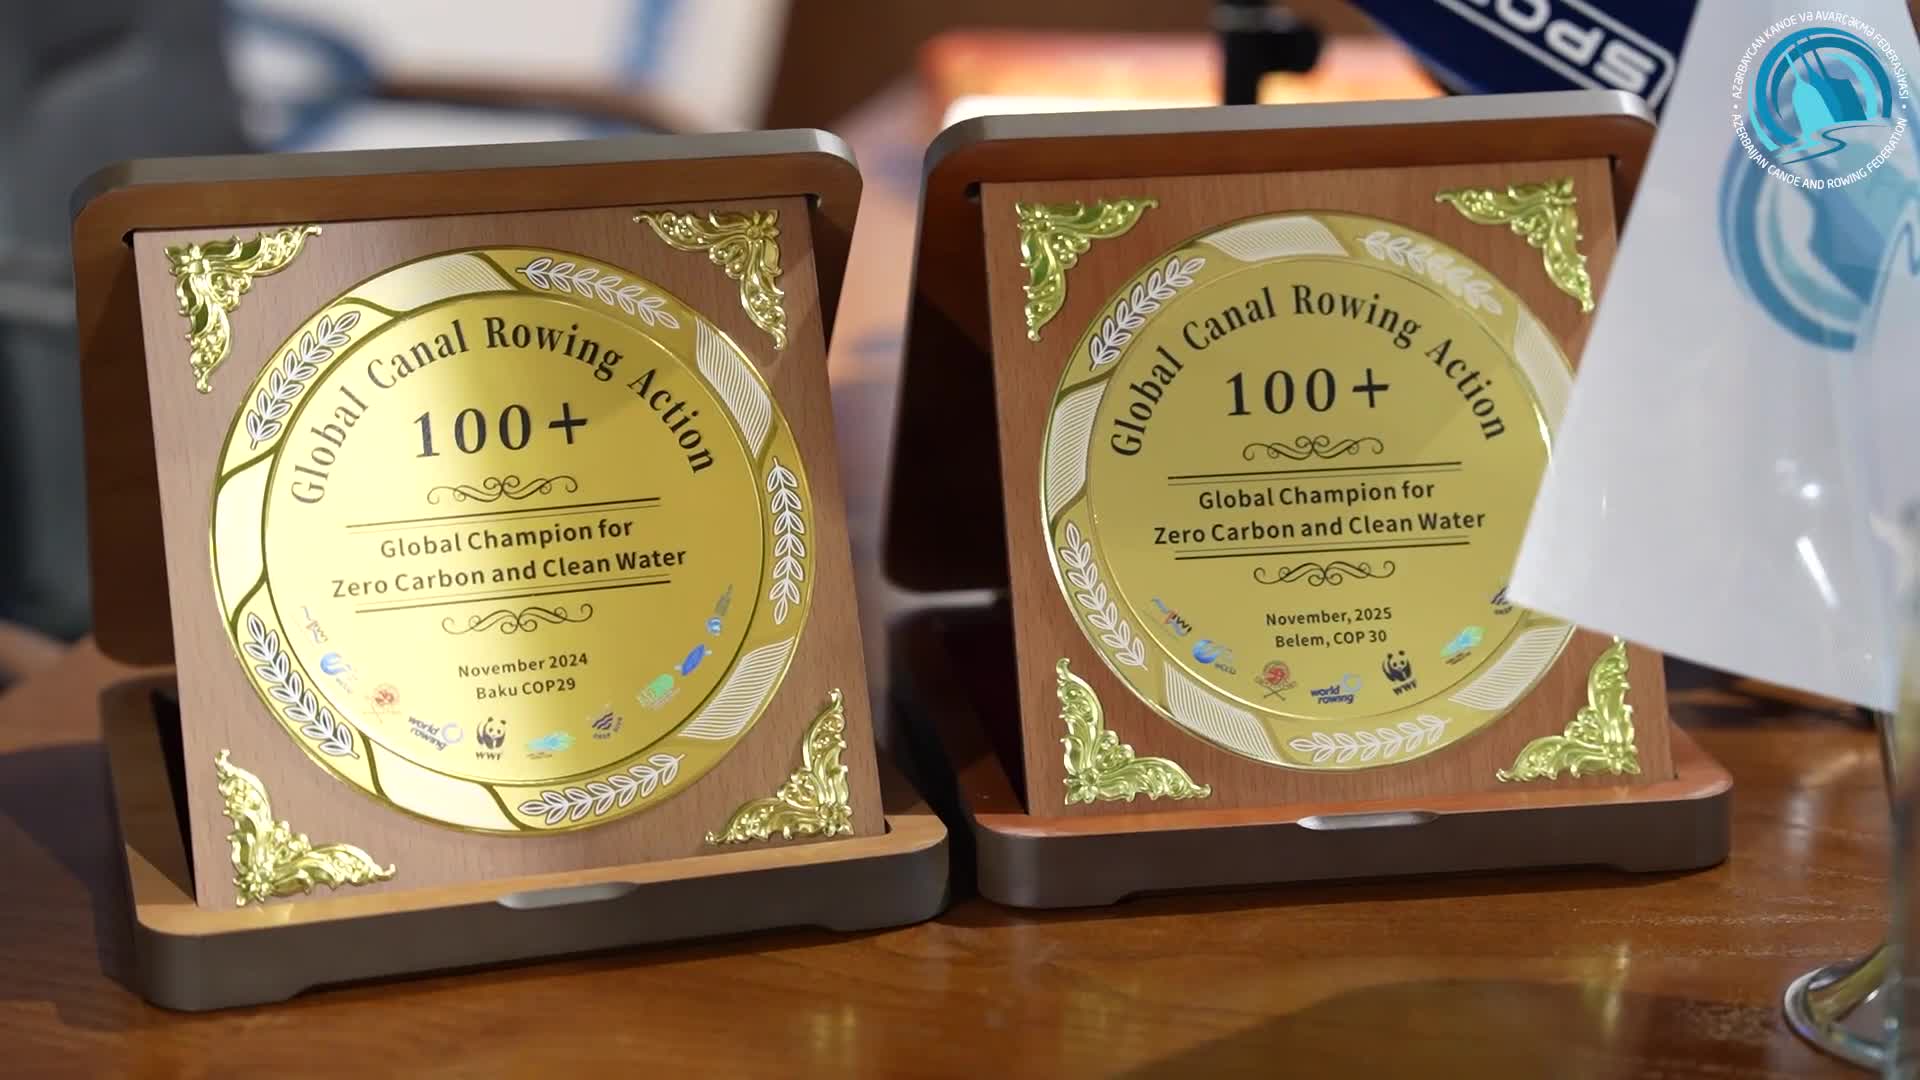 Global Canal Rowing Action
100+
Global Champion for
Zero Carbon and Clean Water
November 2024
Baku COP29
world
rowing
WWF
Global Canal Rowing Action
100+
Global Champion for
Zero Carbon and Clean Water
November, 2025
Belem, COP 30
world
rowing
WWF
AZƏRBAYCAN KANOE VƏ AVARÇƏKMƏ FEDERASİYASI
AZERBAIJAN CANOE AND ROWING FEDERATION